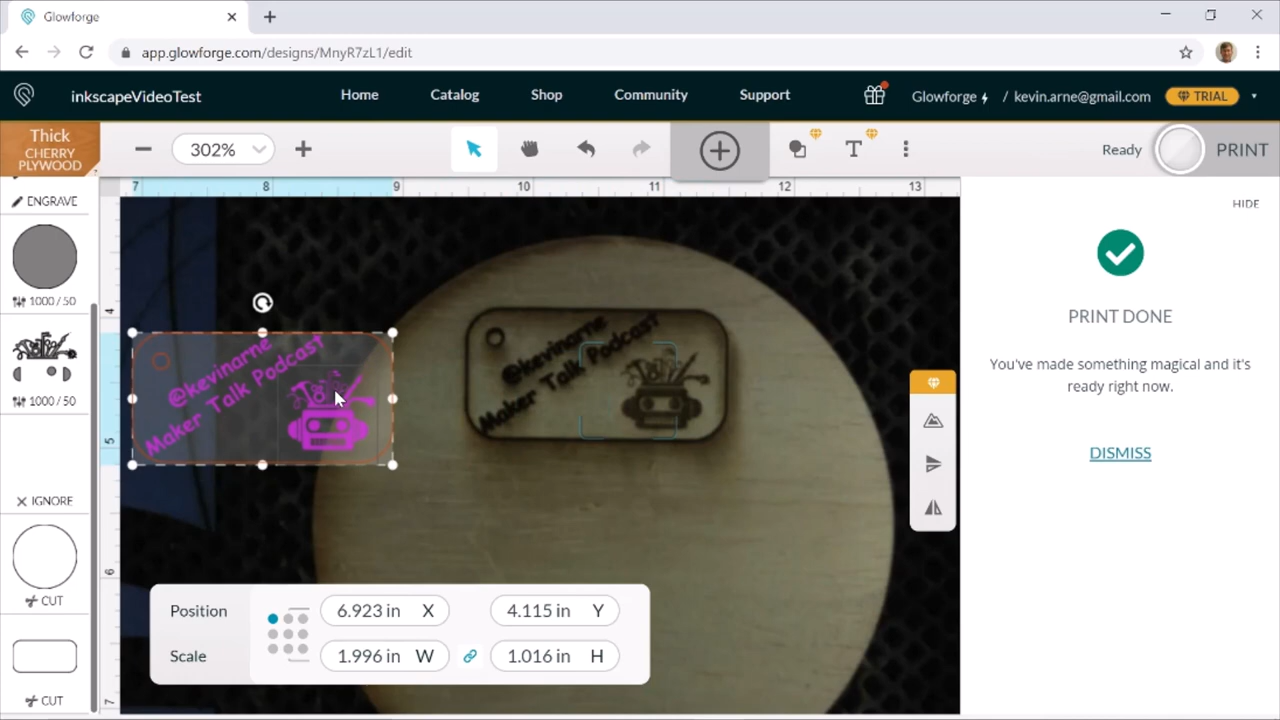 Glowforge
app.glowforge.com/designs/MnyR7zL1/edit
inkscapeVideoTest
Home
Catalog
Shop
Community
Support
Glowforge
/ kevin.arne@gmail.com
TRIAL
Thick
CHERRY
PLYWOOD
302%
T
Ready
PRINT
7 8 9 10 11 12 13
ENGRAVE
1000 / 50
1000 / 50
IGNORE
CUT
CUT
4
5
6
7
@kevinarne
Maker Talk Podcast
@kevinarne
Maker Talk Podcast
Position
6.923 in X
4.115 in Y
Scale
1.996 in W
1.016 in H
HIDE
PRINT DONE
You've made something magical and it's
ready right now.
DISMISS